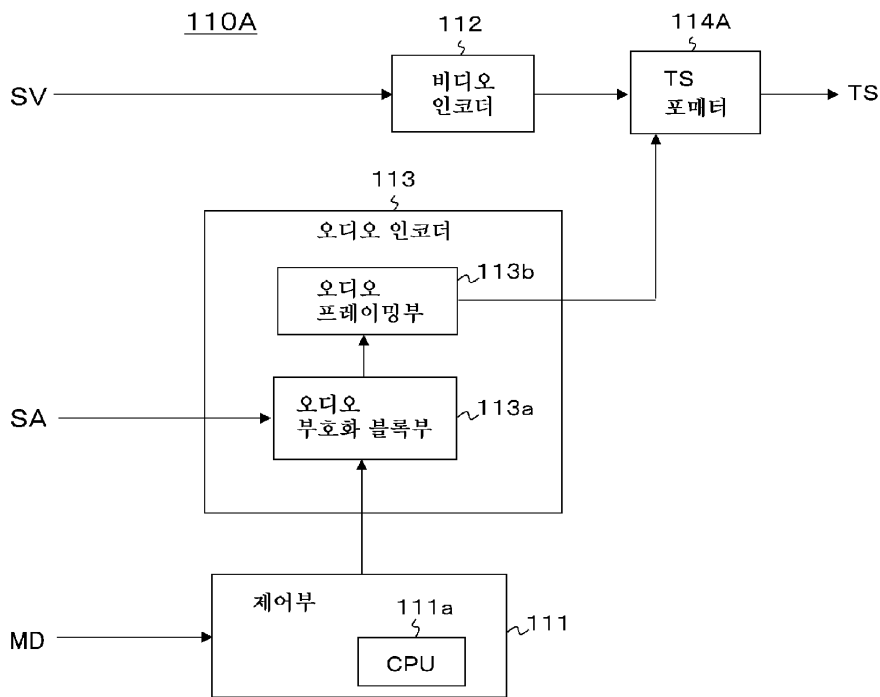 110A
112
114A
SV
비디오
인코더
TS
포매터
TS
113
오디오 인코더
오디오
프레이밍부
113b
SA
오디오
부호화 블록부
113a
제어부
111a
111
MD
CPU